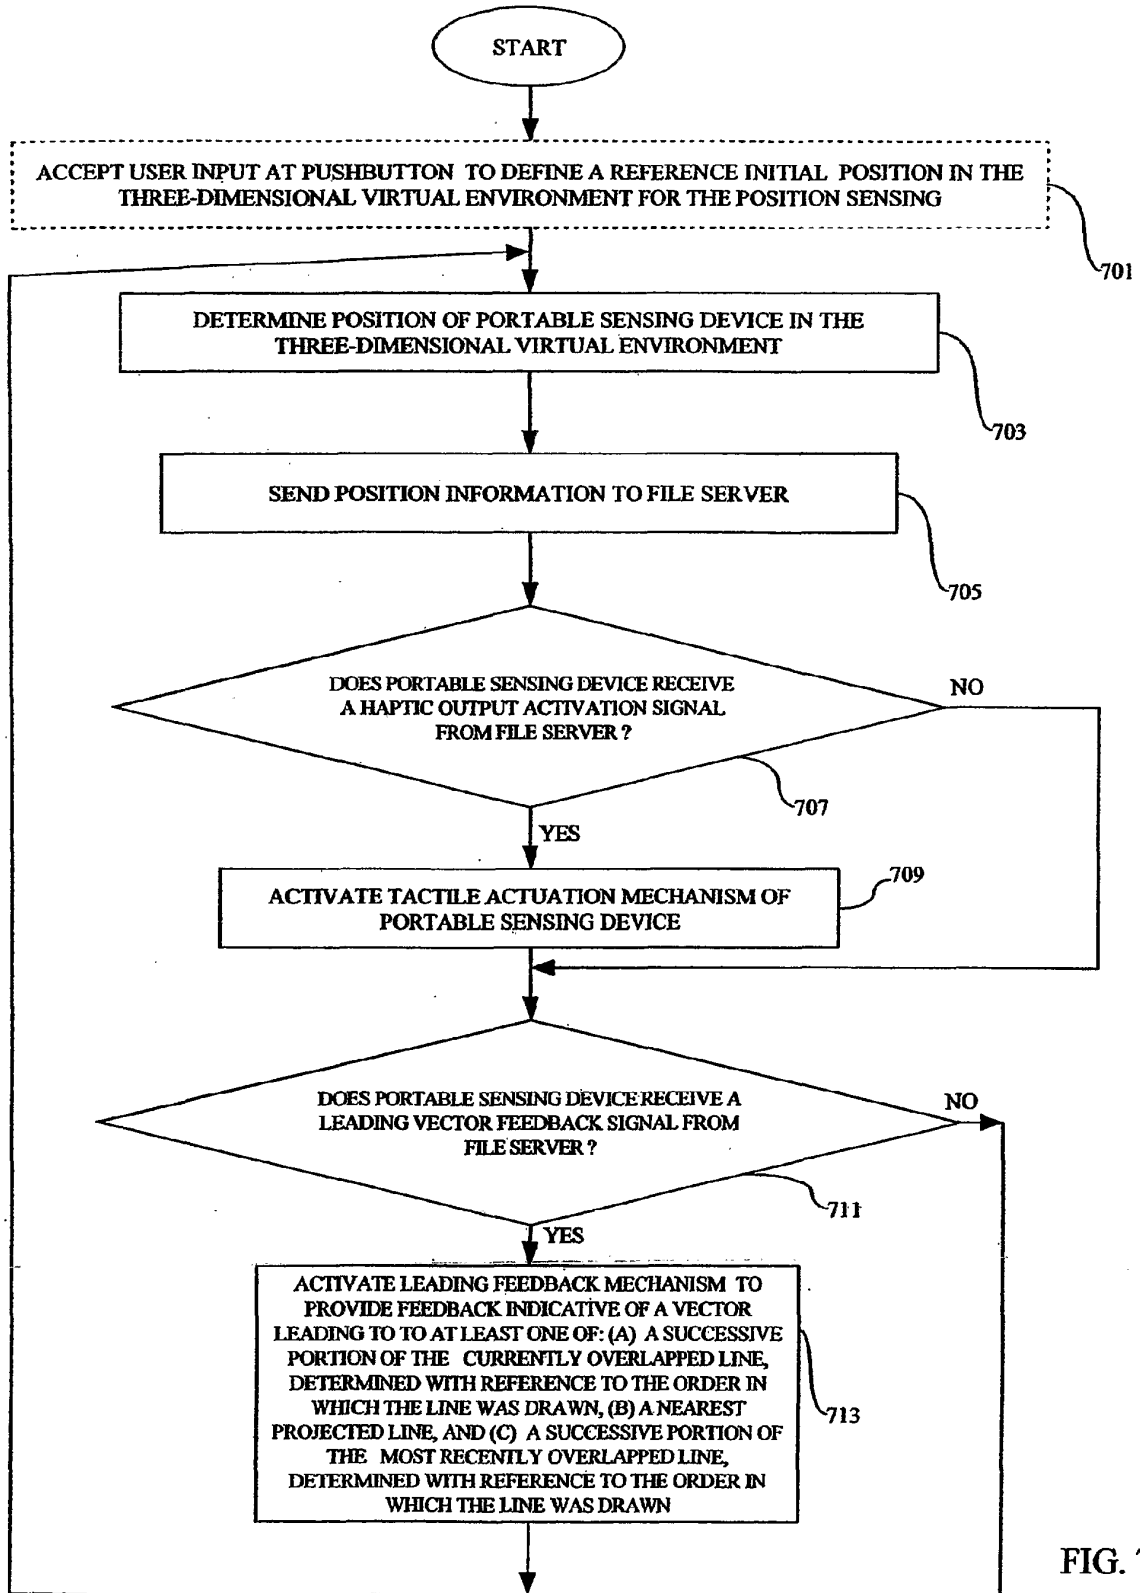 START
ACCEPT USER INPUT AT PUSHBUTTON TO DEFINE A REFERENCE INITIAL POSITION IN THE
THREE-DIMENSIONAL VIRTUAL ENVIRONMENT FOR THE POSITION SENSING
701
DETERMINE POSITION OF PORTABLE SENSING DEVICE IN THE
THREE-DIMENSIONAL VIRTUAL ENVIRONMENT
703
SEND POSITION INFORMATION TO FILE SERVER
705
DOES PORTABLE SENSING DEVICE RECEIVE
A HAPTIC OUTPUT ACTIVATION SIGNAL
FROM FILE SERVER ?
NO
707
YES
ACTIVATE TACTILE ACTUATION MECHANISM OF
PORTABLE SENSING DEVICE
709
DOES PORTABLE SENSING DEVICE RECEIVE A
LEADING VECTOR FEEDBACK SIGNAL FROM
FILE SERVER ?
NO
711
YES
ACTIVATE LEADING FEEDBACK MECHANISM TO
PROVIDE FEEDBACK INDICATIVE OF A VECTOR
LEADING TO TO AT LEAST ONE OF: (A) A SUCCESSIVE
PORTION OF THE CURRENTLY OVERLAPPED LINE,
DETERMINED WITH REFERENCE TO THE ORDER IN
WHICH THE LINE WAS DRAWN, (B) A NEAREST
PROJECTED LINE, AND (C) A SUCCESSIVE PORTION OF
THE MOST RECENTLY OVERLAPPED LINE,
DETERMINED WITH REFERENCE TO THE ORDER IN
WHICH THE LINE WAS DRAWN
713
FIG.